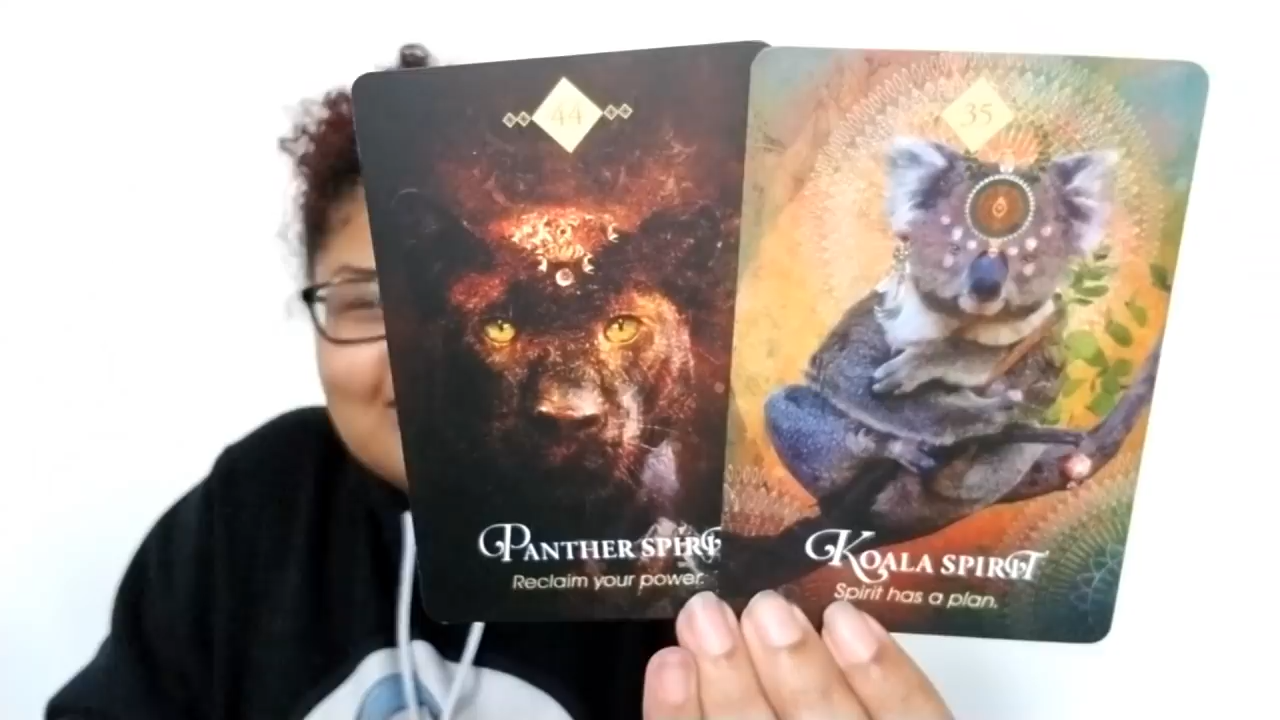 44
35
PANTHER SPIRIT
Reclaim your power.
KOALA SPIRIT
Spirit has a plan.